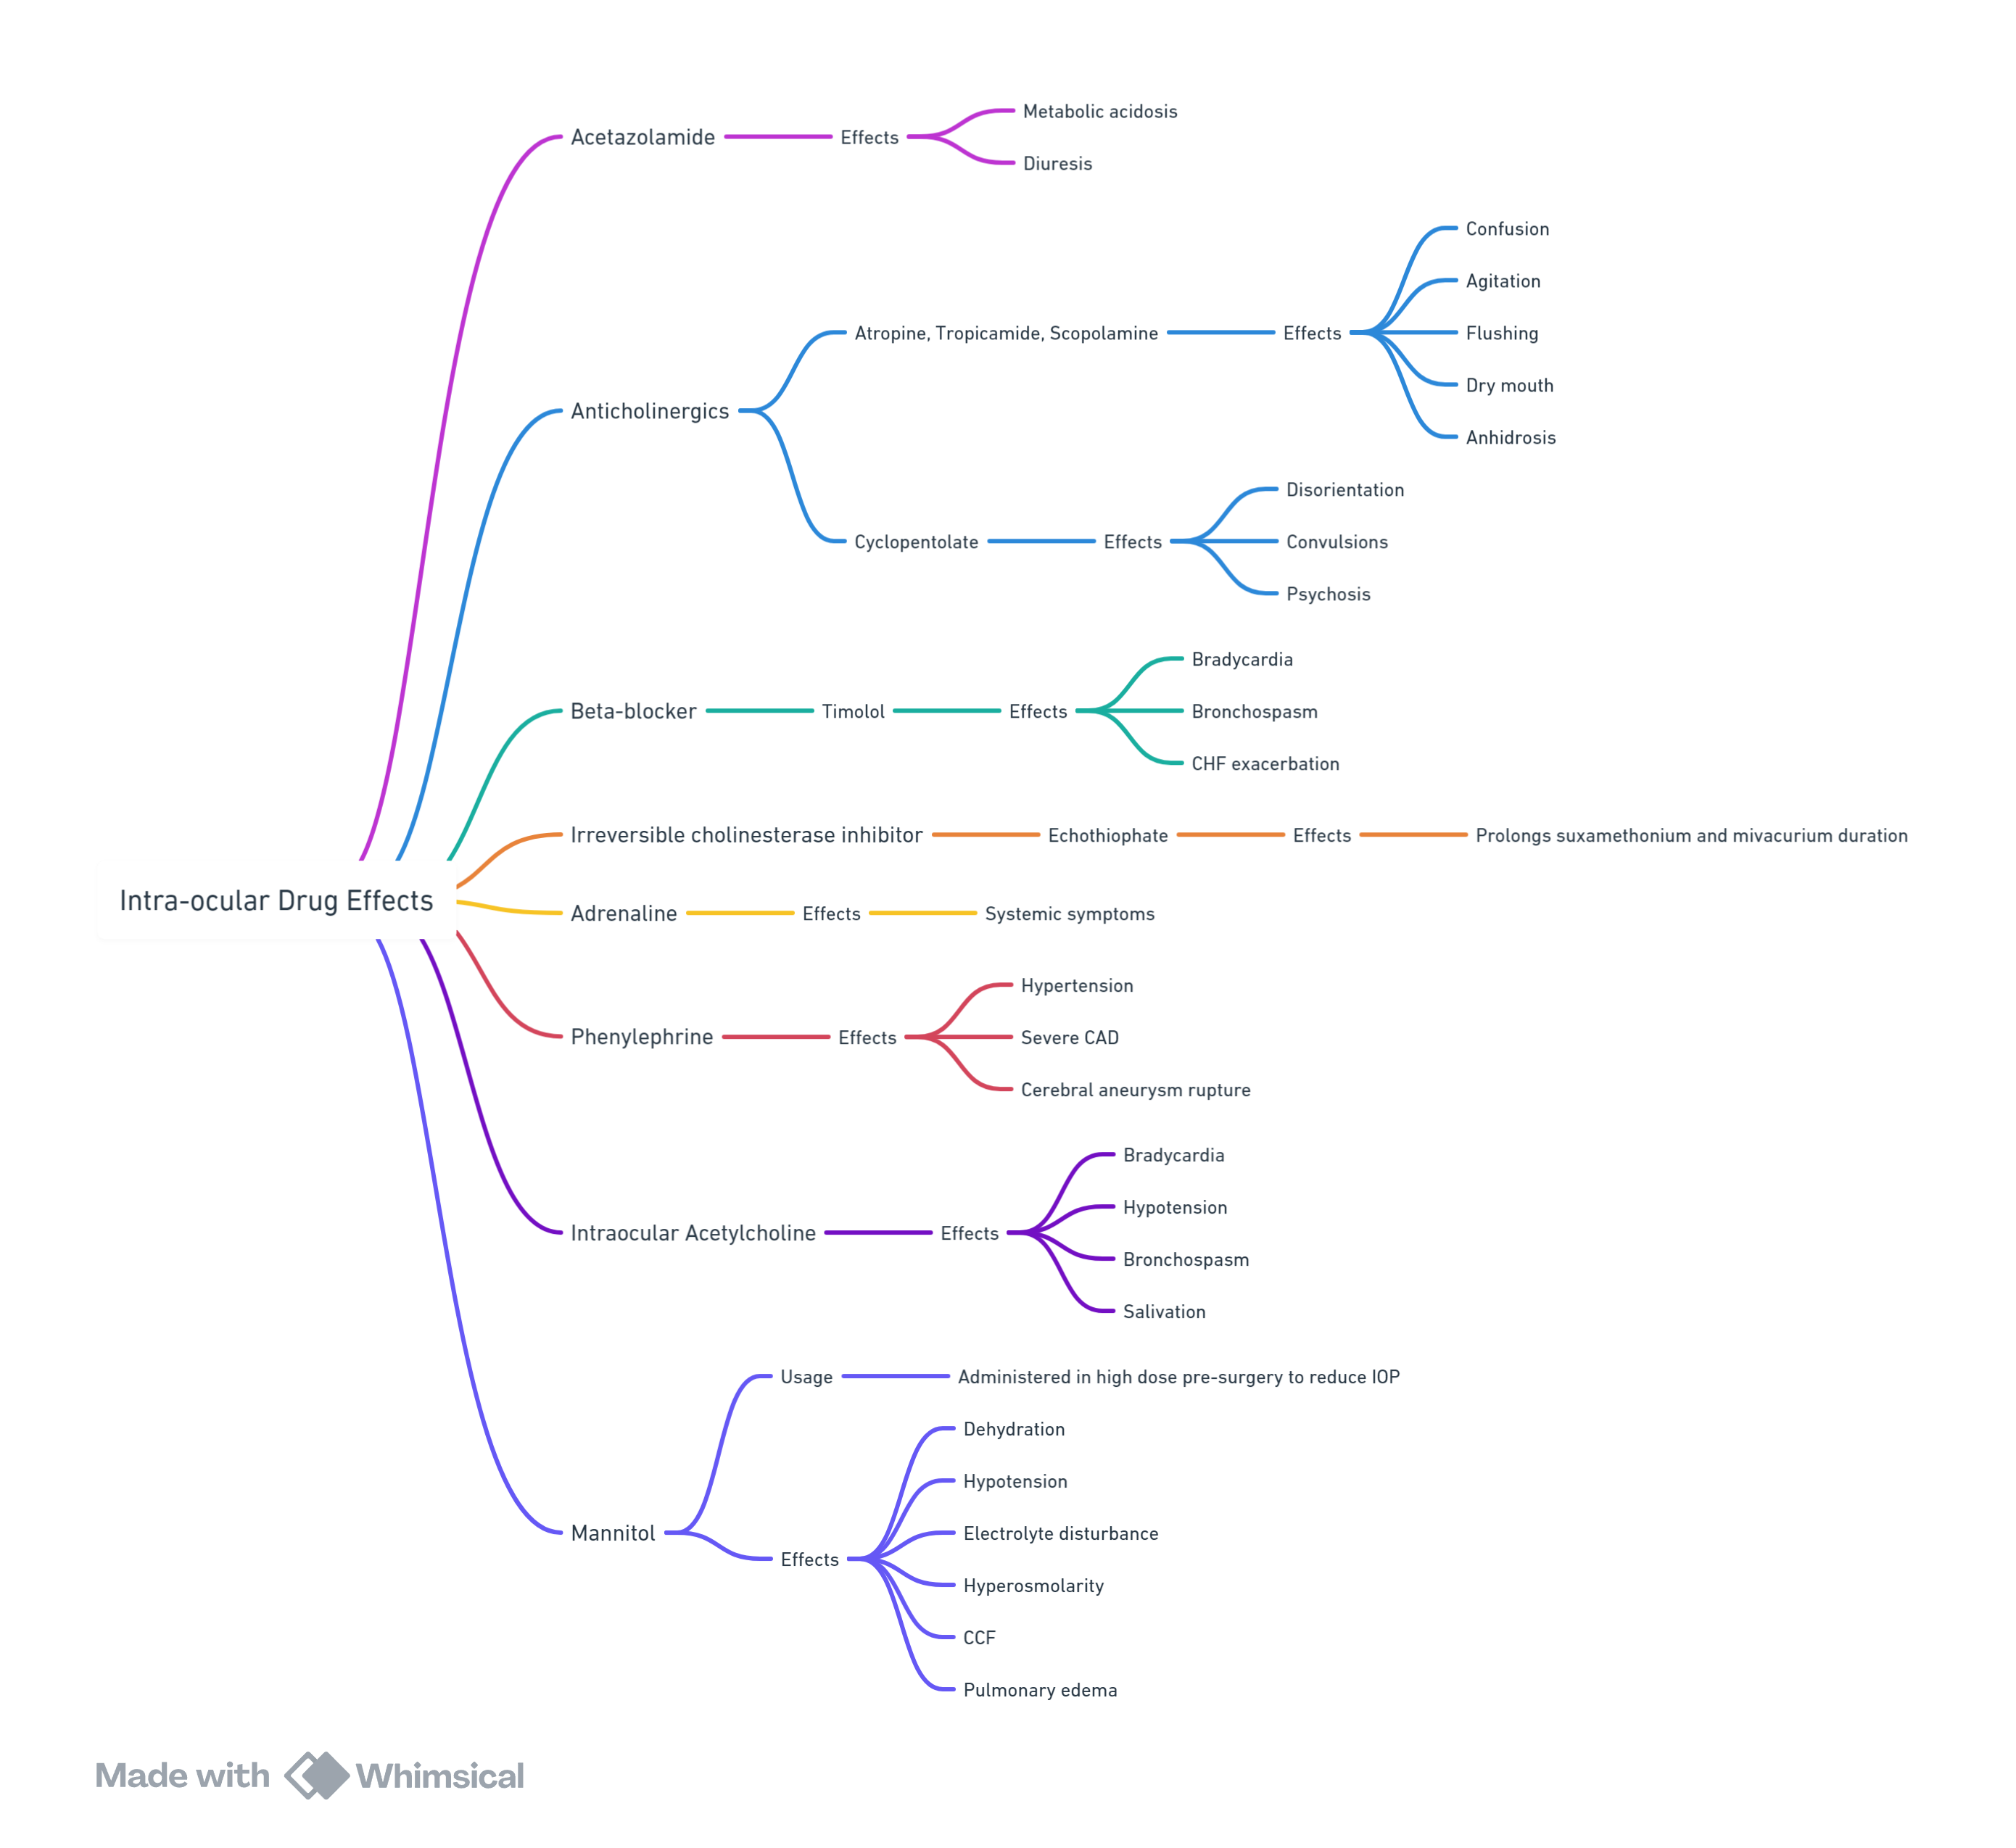 Intra-ocular Drug Effects
Acetazolamide
Effects
Metabolic acidosis
Diuresis
Anticholinergics
Atropine, Tropicamide, Scopolamine
Effects
Confusion
Agitation
Flushing
Dry mouth
Anhidrosis
Cyclopentolate
Effects
Disorientation
Convulsions
Psychosis
Beta-blocker
Timolol
Effects
Bradycardia
Bronchospasm
CHF exacerbation
Irreversible cholinesterase inhibitor
Echothiophate
Effects
Prolongs suxamethonium and mivacurium duration
Adrenaline
Effects
Systemic symptoms
Phenylephrine
Effects
Hypertension
Severe CAD
Cerebral aneurysm rupture
Intraocular Acetylcholine
Effects
Bradycardia
Hypotension
Bronchospasm
Salivation
Mannitol
Usage
Administered in high dose pre-surgery to reduce IOP
Effects
Dehydration
Hypotension
Electrolyte disturbance
Hyperosmolarity
CCF
Pulmonary edema
Made with Whimsical